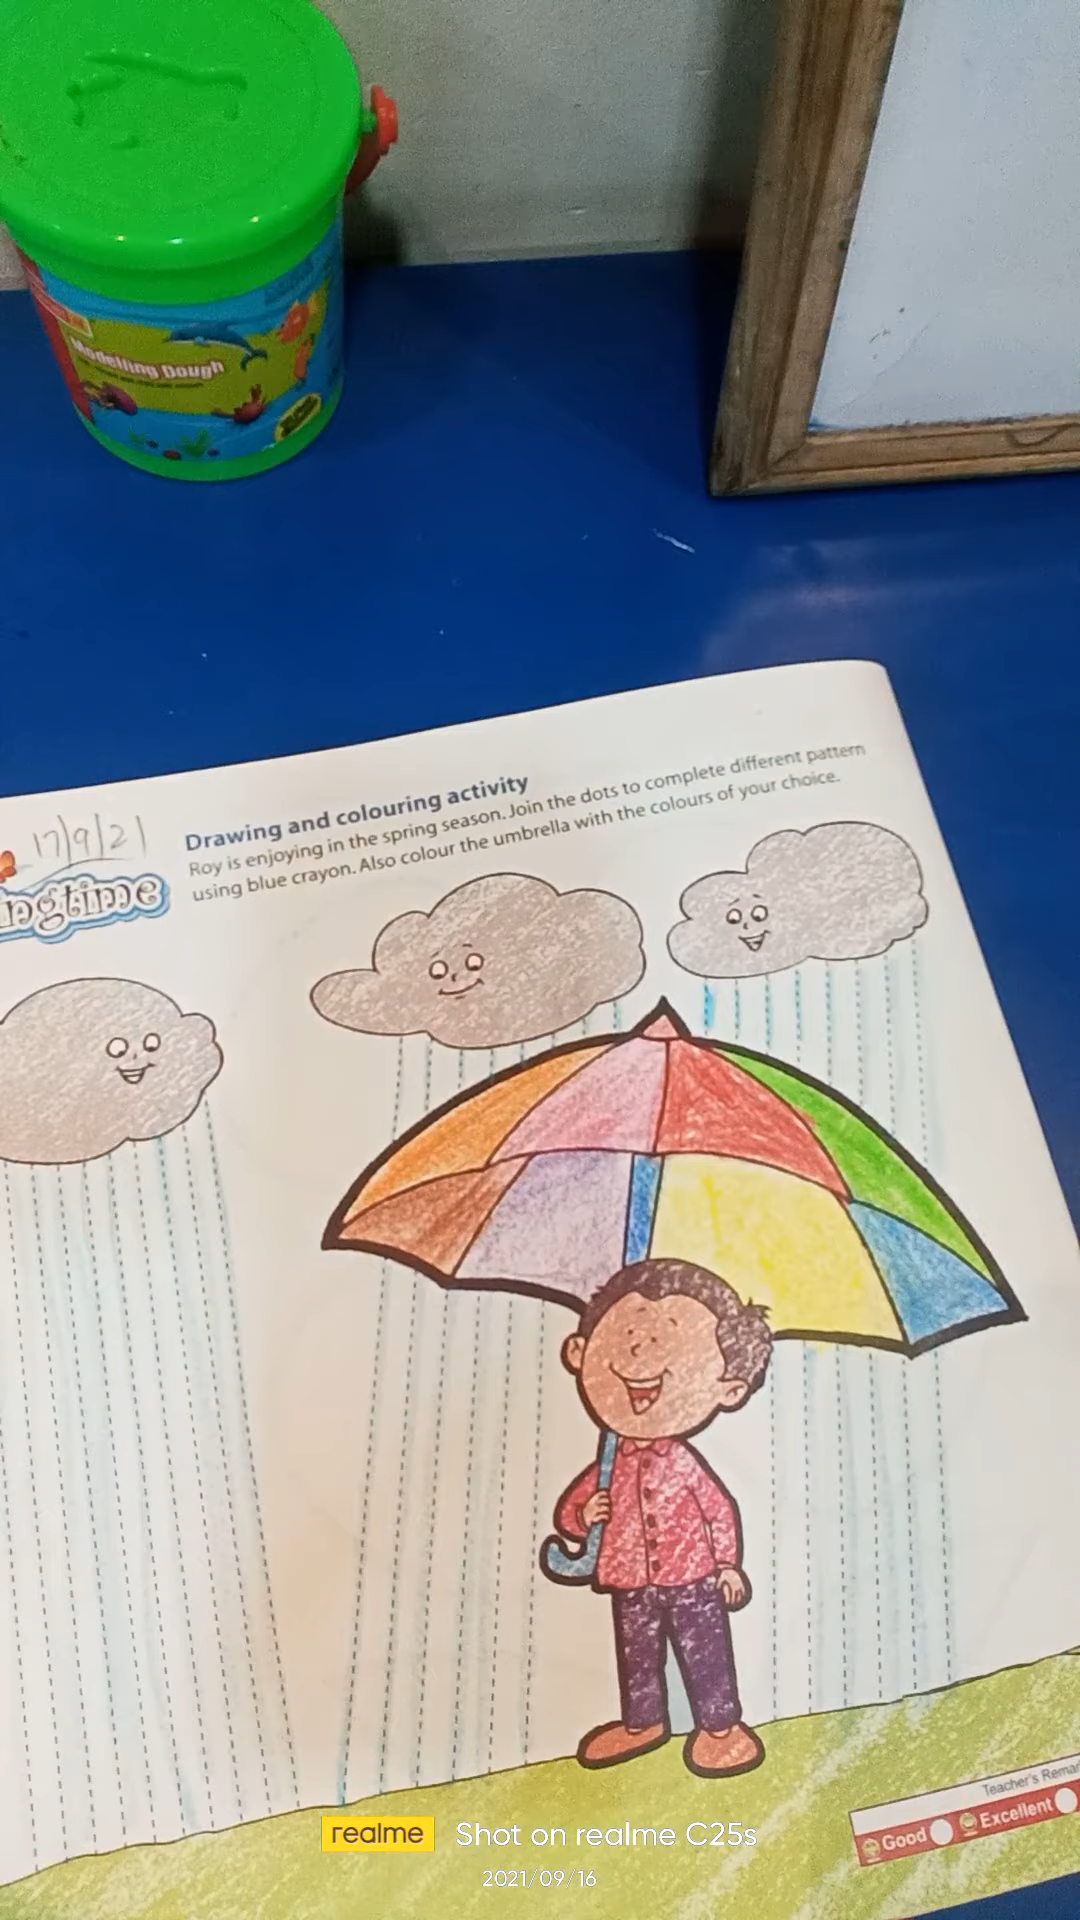 Modelling Dough
17/9/21
Drawing and colouring activity
Roy is enjoying in the spring season. Join the dots to complete different pattern
using blue crayon. Also colour the umbrella with the colours of your choice.
ngtime
Teacher's Remar
Good Excellent
realme Shot on realme C25s
2021/09/16